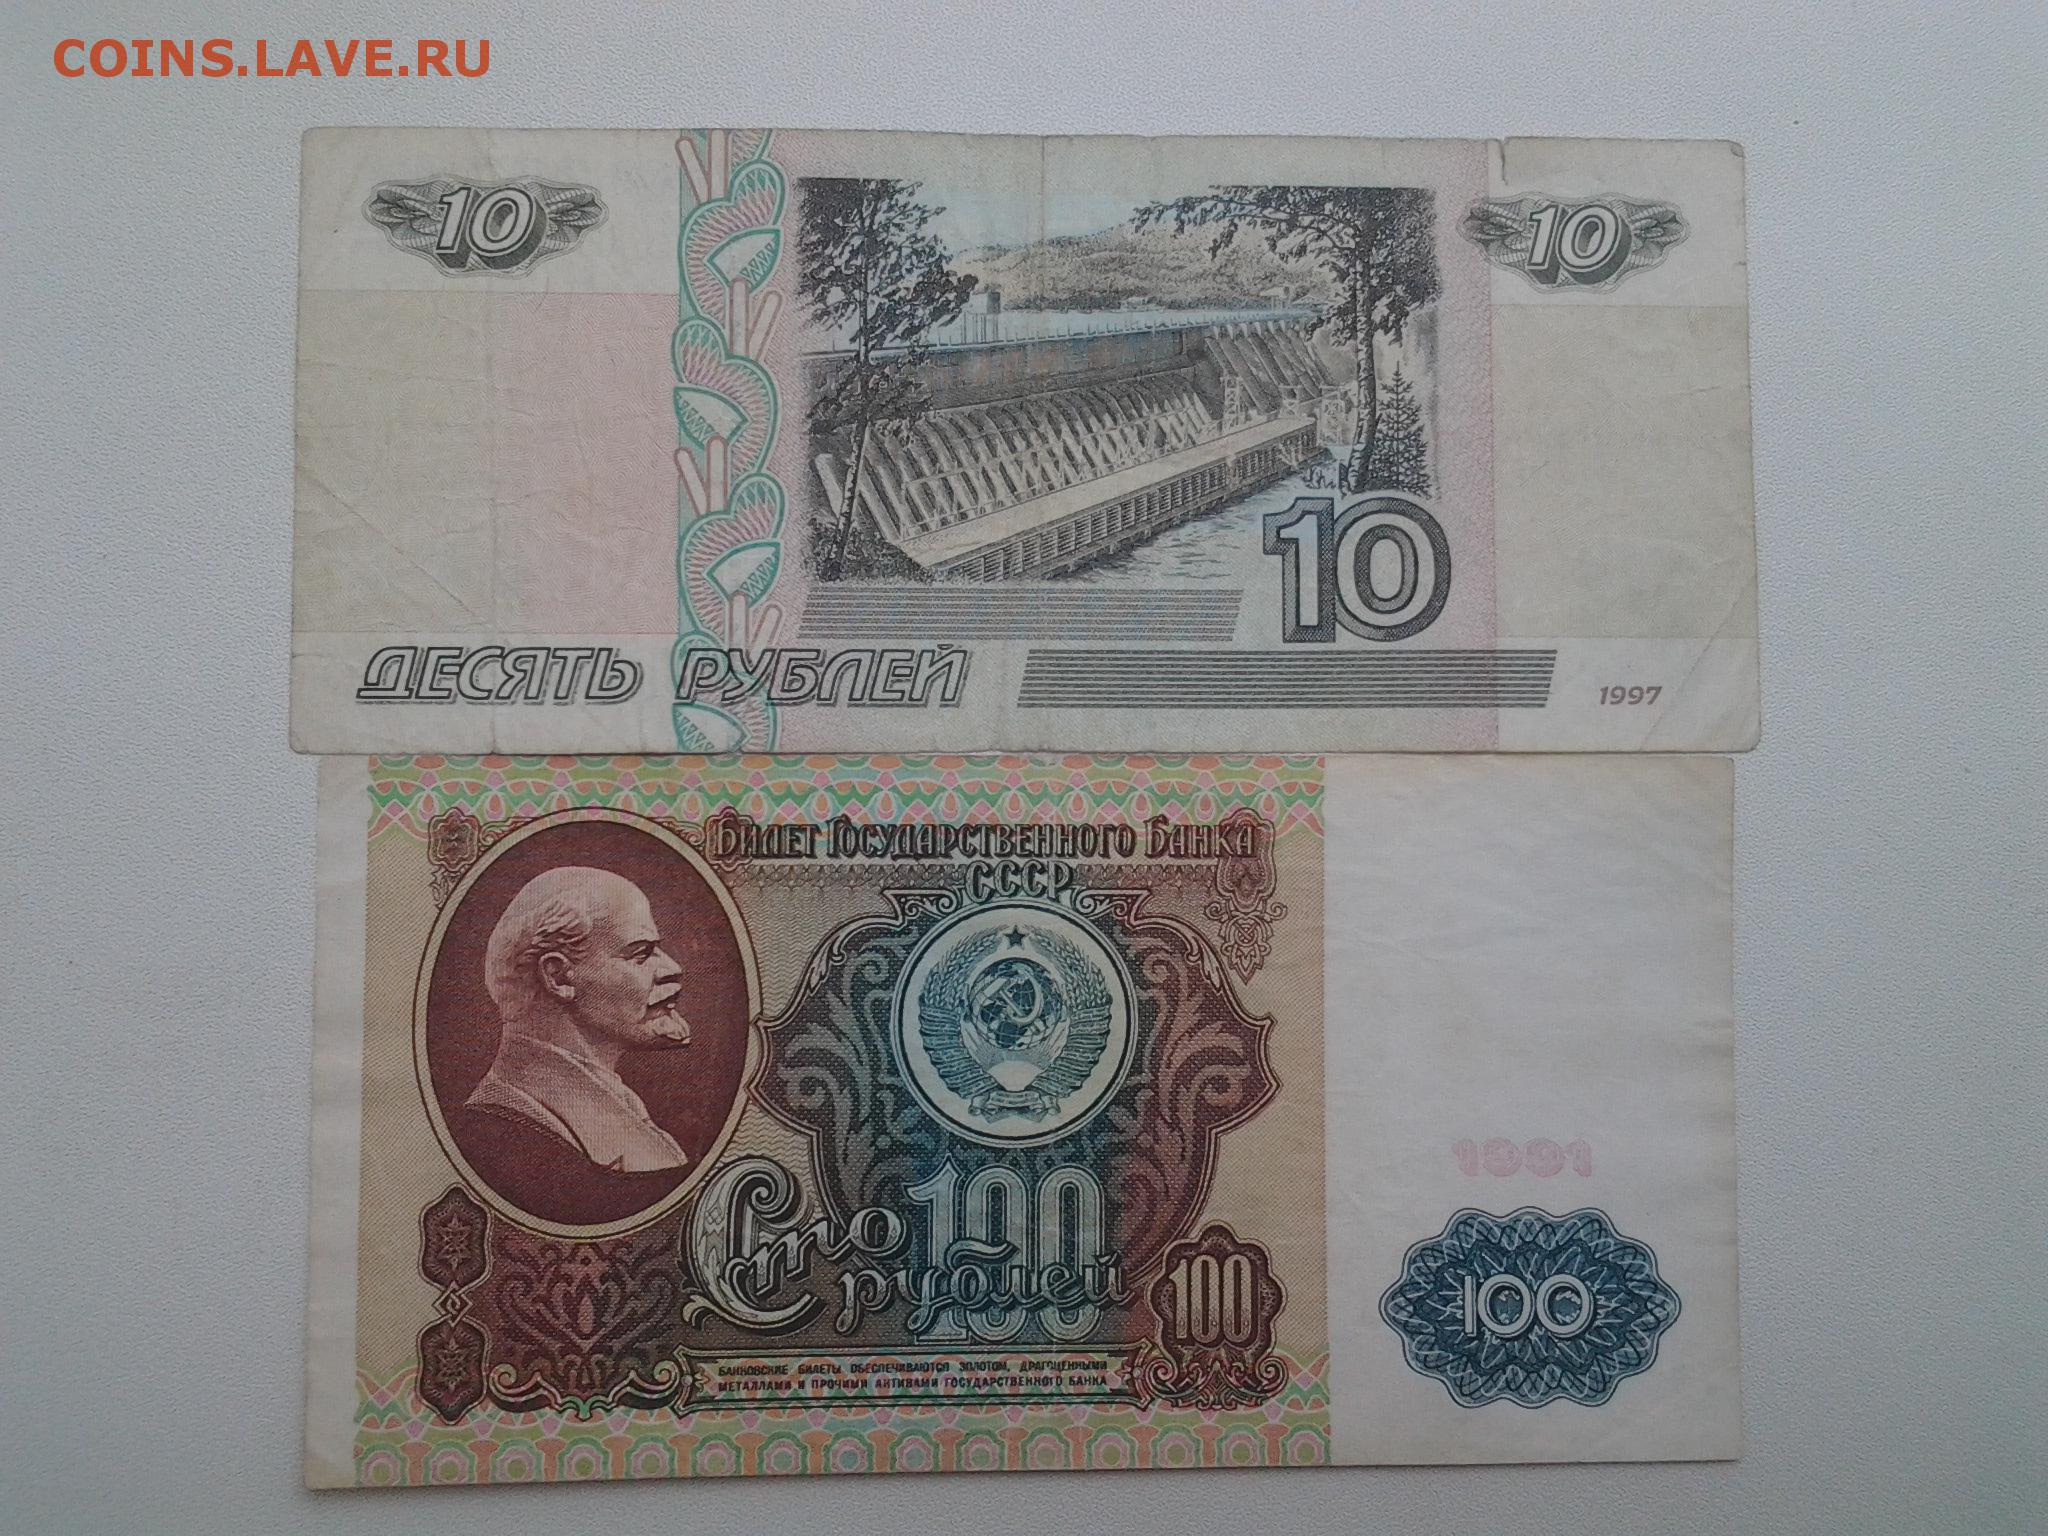 COINS.LAVE.RU
10
10
10
ДЕСЯТЬ РУБЛЕЙ
1997
БИЛЕТ ГОСУДАРСТВЕННОГО БАНКА
СССР
1991
100
Сто
рублей
100
100
БАНКОВСКИЕ БИЛЕТЫ ОБЕСПЕЧИВАЮТСЯ ЗОЛОТОМ, ДРАГОЦЕННЫМИ
МЕТАЛЛАМИ И ПРОЧИМИ АКТИВАМИ ГОСУДАРСТВЕННОГО БАНКА